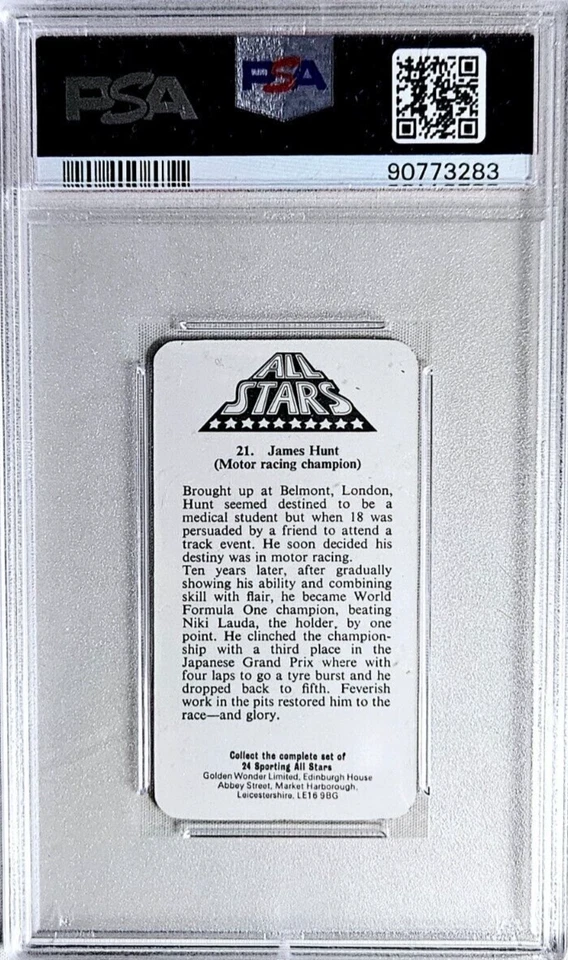 PSA
PSA
90773283
ALL
STARS
21. James Hunt
(Motor racing champion)
Brought up at Belmont, London,
Hunt seemed destined to be a
medical student but when 18 was
persuaded by a friend to attend a
track event. He soon decided his
destiny was in motor racing.
Ten years later, after gradually
showing his ability and combining
skill with flair, he became World
Formula One champion, beating
Niki Lauda, the holder, by one
point. He clinched the champion-
ship with a third place in the
Japanese Grand Prix where with
four laps to go a tyre burst and he
dropped back to fifth. Feverish
work in the pits restored him to the
race—and glory.
Collect the complete set of
24 Sporting All Stars
Golden Wonder Limited, Edinburgh House
Abbey Street, Market Harborough,
Leicestershire, LE16 9BG